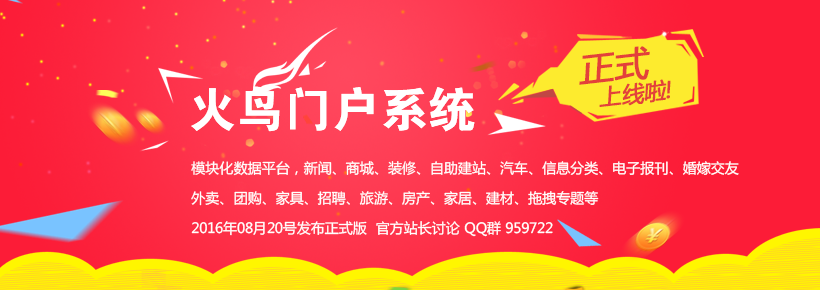 正式
上线啦!
火鸟门户系统
模块化数据平台，新闻、商城、装修、自助建站、汽车、信息分类、电子报刊、婚嫁交友
外卖、团购、家具、招聘、旅游、房产、家居、建材、拖拽专题等
2016年08月20号发布正式版 官方站长讨论 QQ群 959722